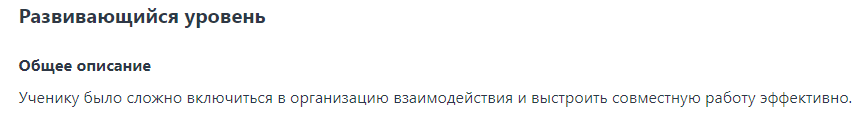 Развивающийся уровень
Общее описание
Ученику было сложно включиться в организацию взаимодействия и выстроить совместную работу эффективно.